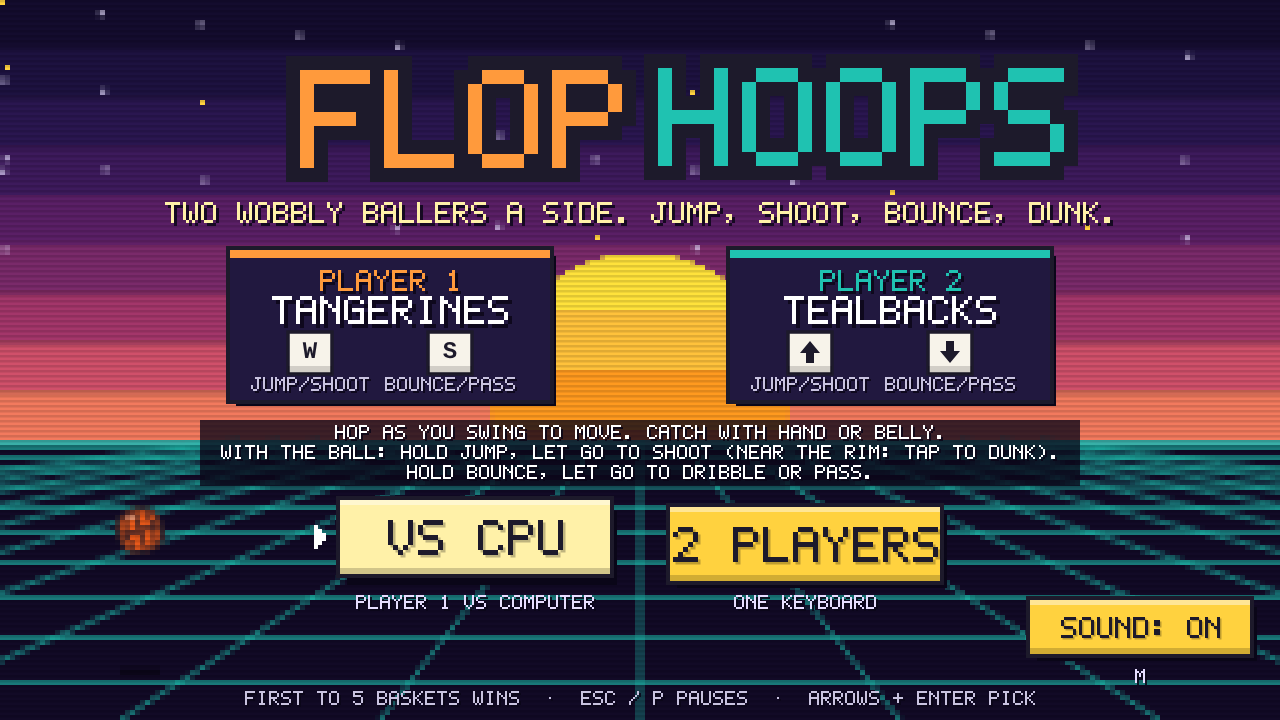 FLOP HOOPS
TWO WOBBLY BALLERS A SIDE. JUMP, SHOOT, BOUNCE, DUNK.
PLAYER 1
TANGERINES
W S
JUMP/SHOOT BOUNCE/PASS
PLAYER 2
TEALBACKS
JUMP/SHOOT BOUNCE/PASS
HOP AS YOU SWING TO MOVE. CATCH WITH HAND OR BELLY.
WITH THE BALL: HOLD JUMP, LET GO TO SHOOT (NEAR THE RIM: TAP TO DUNK).
HOLD BOUNCE, LET GO TO DRIBBLE OR PASS.
VS CPU
PLAYER 1 VS COMPUTER
2 PLAYERS
ONE KEYBOARD
SOUND: ON
M
FIRST TO 5 BASKETS WINS · ESC / P PAUSES · ARROWS + ENTER PICK